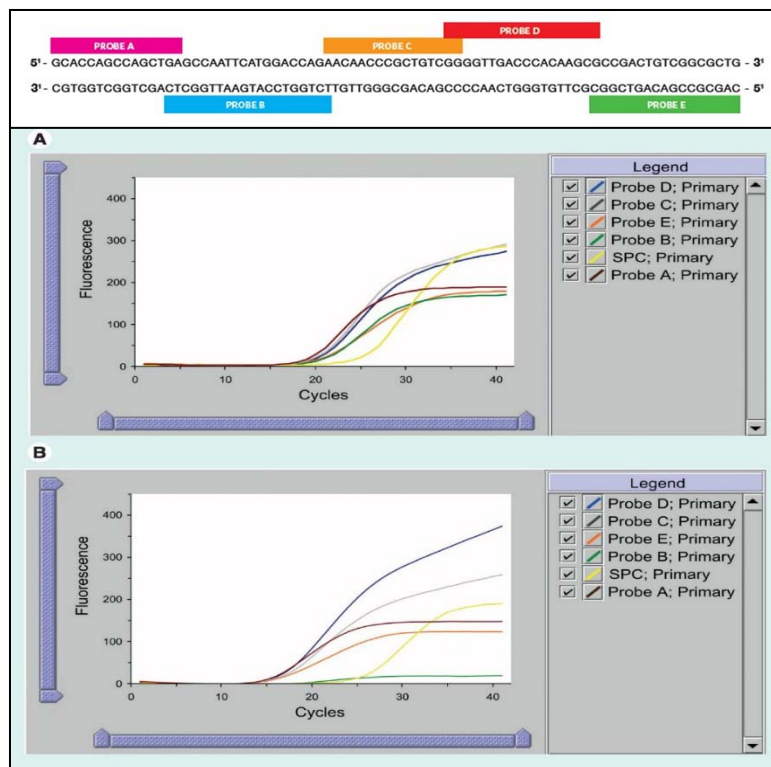 PROBE D
PROBE A
PROBE C
5' - GCACCAGCCAGCTGAGCCAATTCATGGACCAGAACAACCCGCTGTCGGGGTTGACCCACAAGCGCCGACTGTCGGCGCTG - 3'
3' - CGTGGTCGGTCGACTCGGTTAAGTACCTGGTCTTGTTGGGCGACAGCCCCAACTGGGTGTTCGCGGCTGACAGCCGCGAC - 5'
PROBE B
PROBE E
A
Legend
Probe D; Primary
Probe C; Primary
Probe E; Primary
Probe B; Primary
SPC; Primary
Probe A; Primary
Fluorescence
400
300
200
100
0
0 10 20 30 40
Cycles
B
Legend
Probe D; Primary
Probe C; Primary
Probe E; Primary
Probe B; Primary
SPC; Primary
Probe A; Primary
Fluorescence
400
300
200
100
0
0 10 20 30 40
Cycles